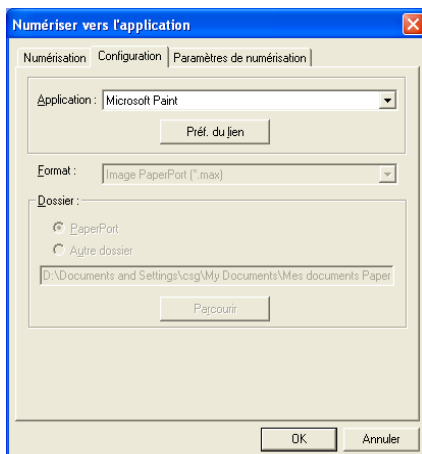 Numériser vers l'application
Numérisation Configuration Paramètres de numérisation
Application : Microsoft Paint
Préf. du lien
Format : Image PaperPort (*.max)
Dossier :
PaperPort
Autre dossier
D:\Documents and Settings\csg\My Documents\Mes documents Paper
Parcourir
OK Annuler